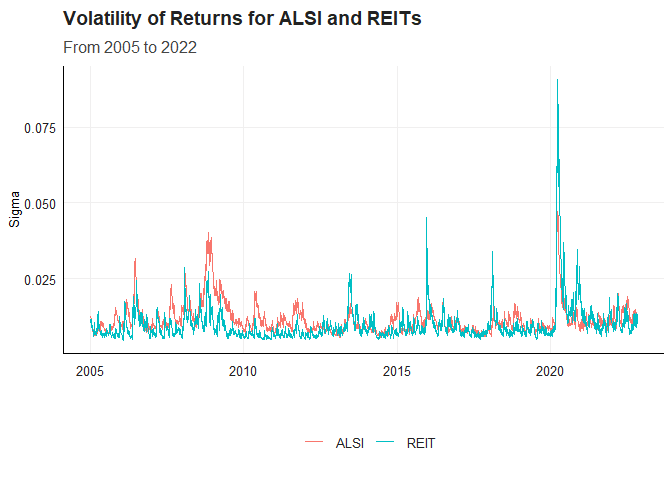 Volatility of Returns for ALSI and REITs
From 2005 to 2022
0.075
0.050
0.025
Sigma
2005 2010 2015 2020
ALSI REIT